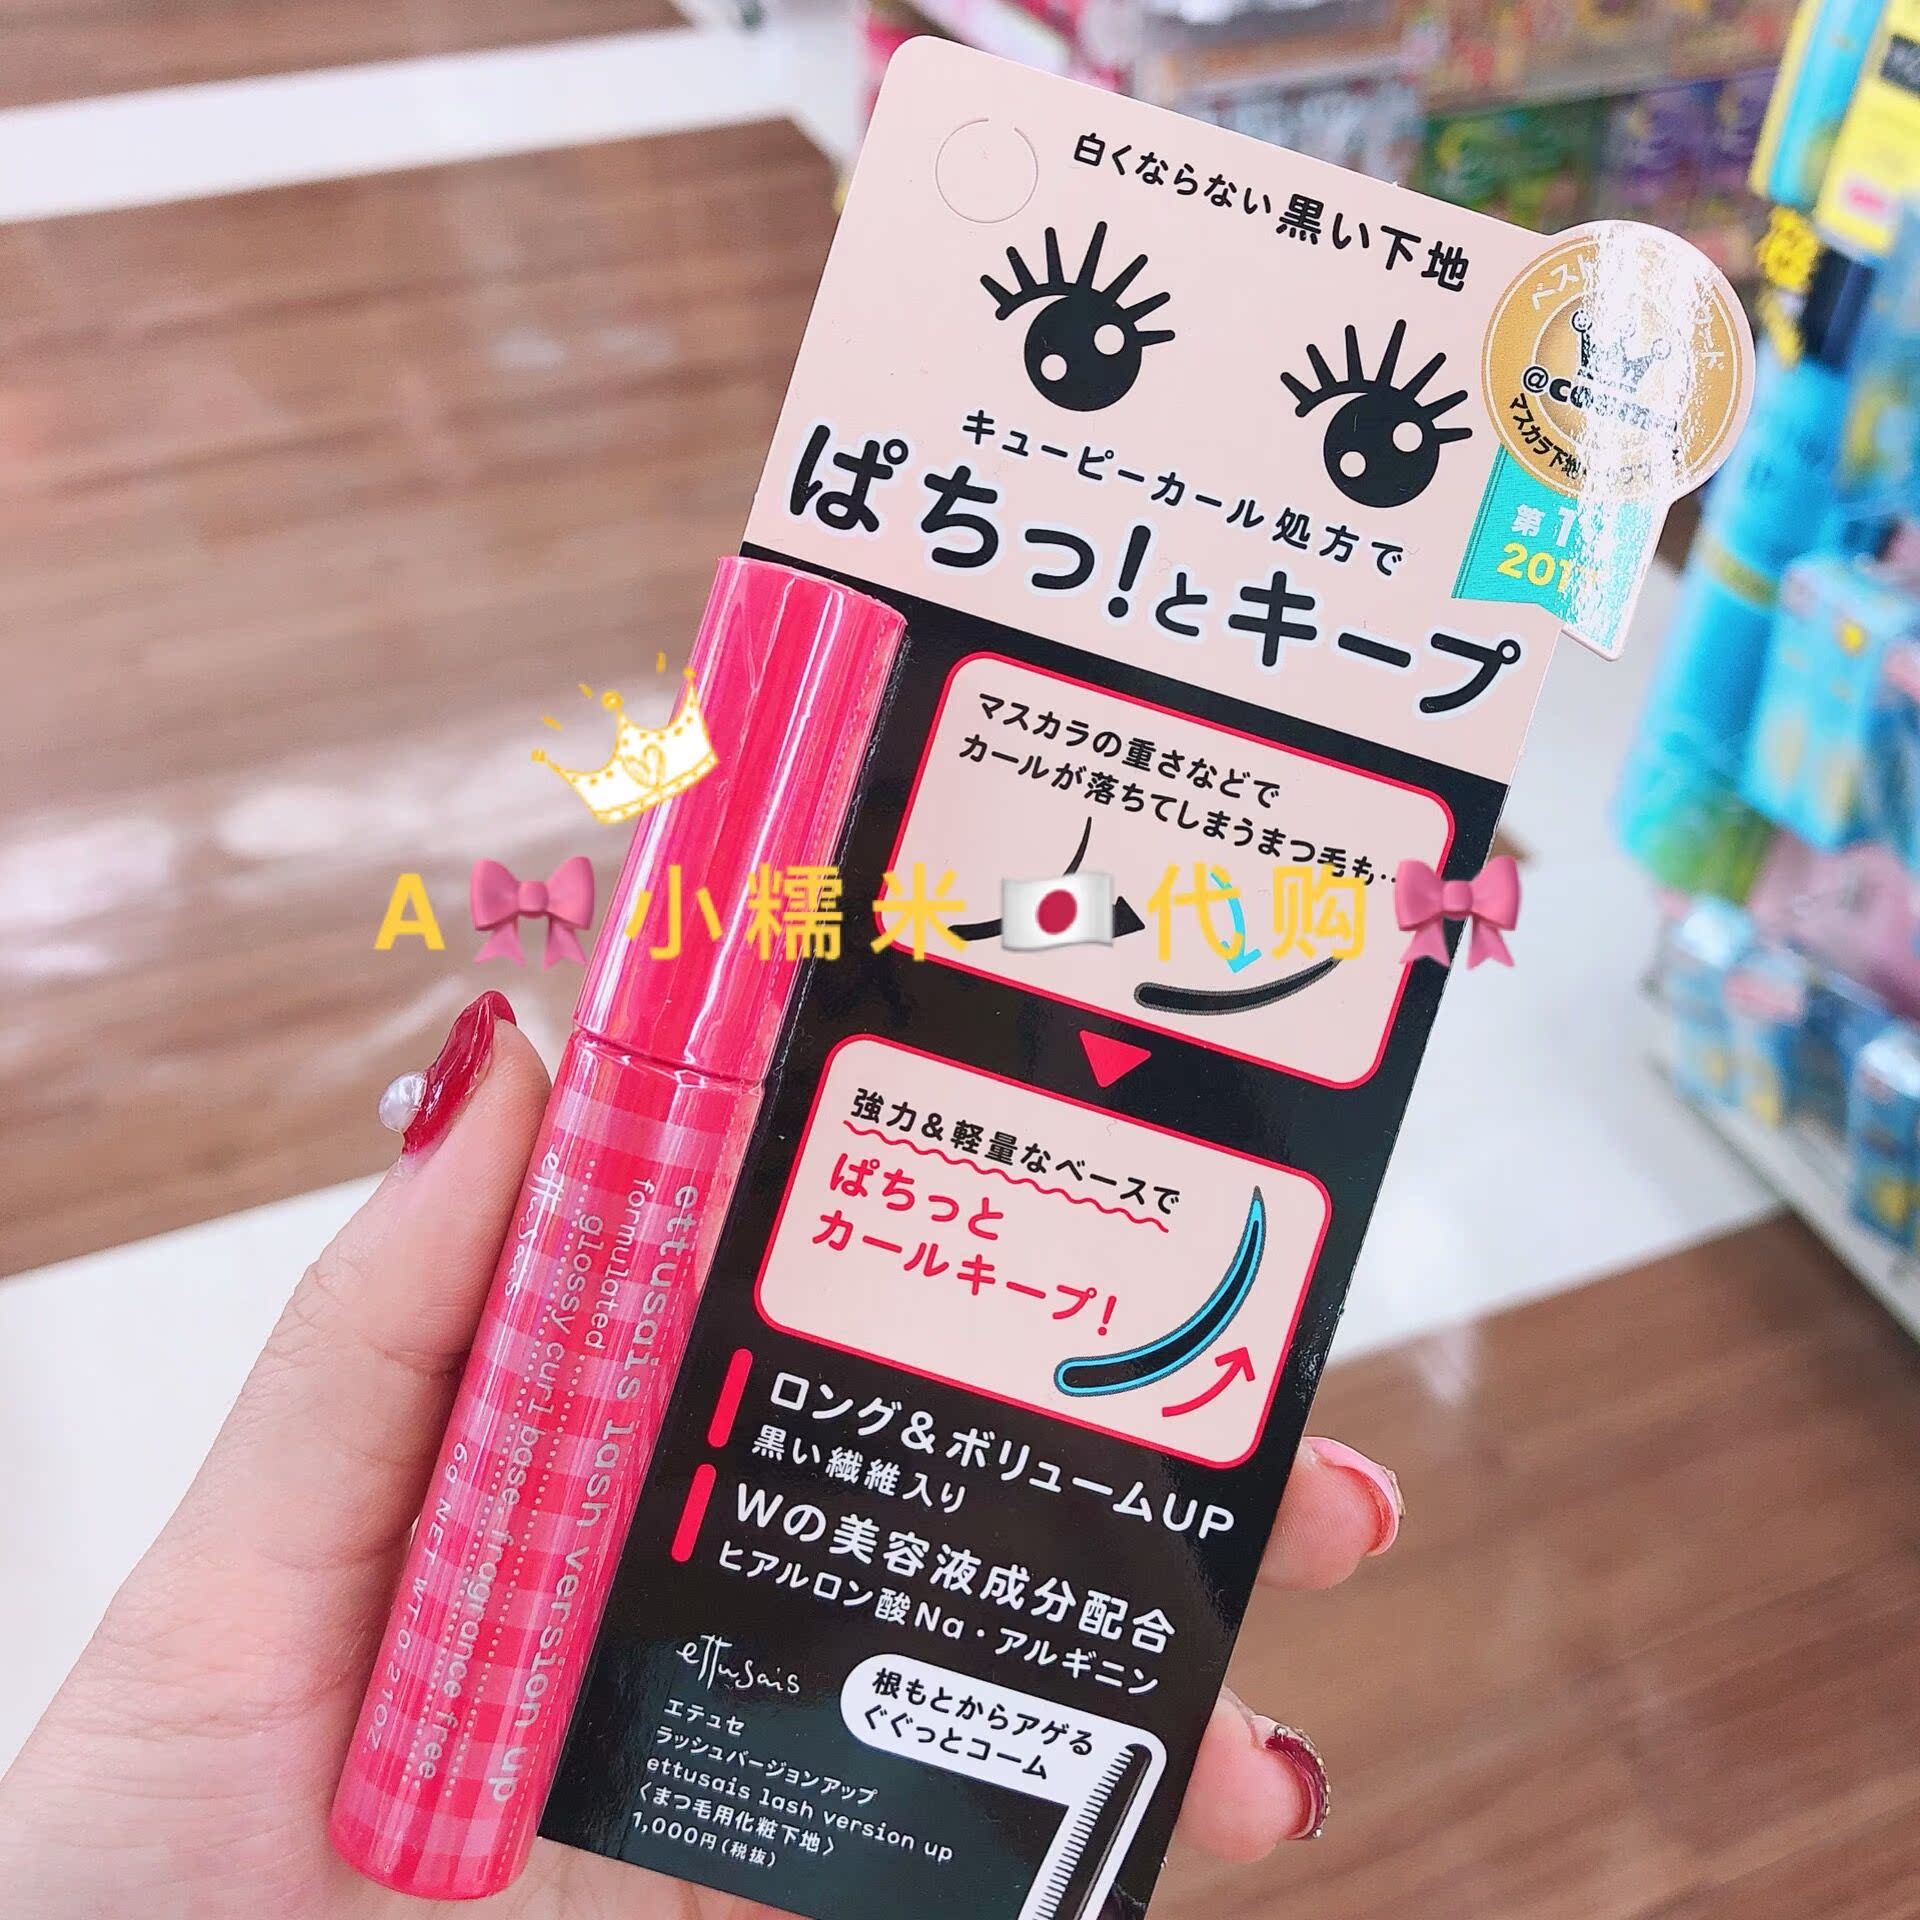 白くならない黒い下地
@cosme
マスカラ下地
第1
201
キューピーカール処方で
ぱちっ!とキープ
マスカラの重さなどで
カールが落ちてしまうまつ毛も…
A🎀小糯米🇯🇵代购🎀
強力&軽量なベースで
ぱちっと
カールキープ!
ロング&ボリュームUP
黒い繊維入り
Wの美容液成分配合
ヒアルロン酸Na・アルギニン
ettusais
エテュセ
ラッシュバージョンアップ
ettusais lash version up
〈まつ毛用化粧下地〉
1,000円(税抜)
根もとからアゲる
ぐぐっとコーム
ettusais lash version up
formulated
glossy curl base fragrance free
ettusais
6g NET WT.0.21OZ.